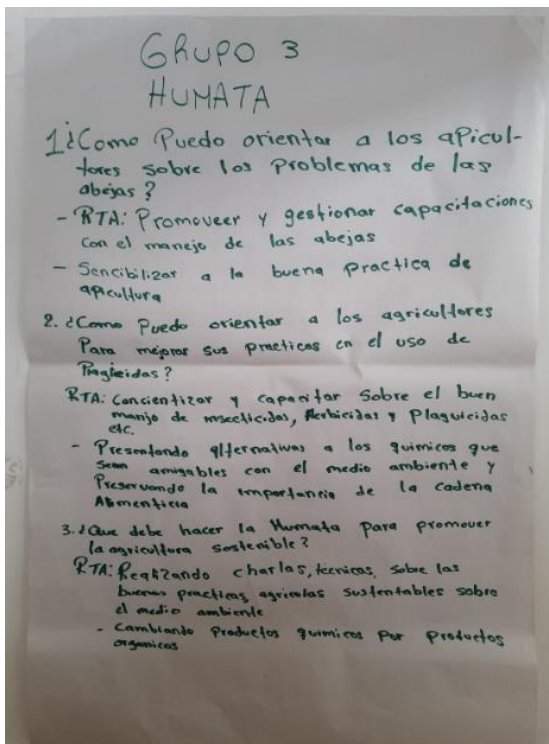 GRUPO 3
HUMATA
1 ¿Como Puedo orientar a los apicul-
tores sobre los problemas de las
abejas?
- RTA: Promoveer y gestionar capacitaciones
con el manejo de las abejas
- Sencibilizar a la buena practica de
apicultura
2. ¿Como Puedo orientar a los agricultores
Para mejorar sus practicas en el uso de
RTA: Concientizar y capacitar sobre el buen
manjo de insecticidas, Herbicidas y Plaguicidas
etc.
- Presentando alternativas a los quimicos que
sean amigables con el medio ambiente y
Preservando la importancia de la cadena
Alimenticia
3. ¿Que debe hacer la Humata para promover
la agricultura sostenible?
RTA: Realizando charlas, tecnicas, sobre las
buenas practicas agricolas sustentables sobre
el medio ambiente
- Cambiando Productos quimicos por productos
organicos